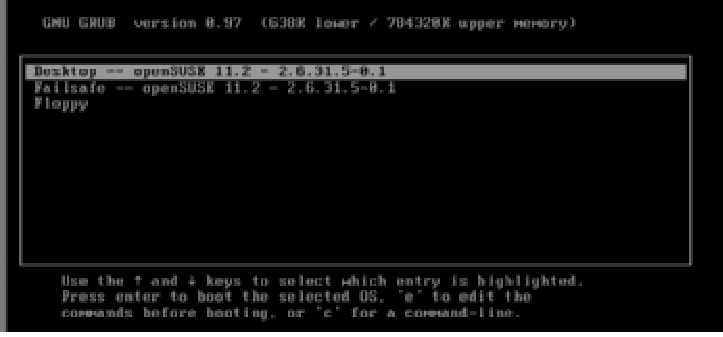 GNU GRUB version 0.97 (638K lower / 784320K upper memory)
Desktop -- openSUSE 11.2 - 2.6.31.5-0.1
Failsafe -- openSUSE 11.2 - 2.6.31.5-0.1
Floppy
Use the ↑ and ↓ keys to select which entry is highlighted.
Press enter to boot the selected OS, 'e' to edit the
commands before booting, or 'c' for a command-line.